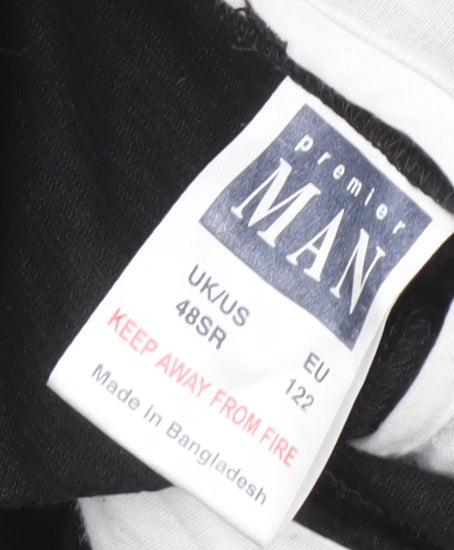 premier
MAN
UK/US EU
48SR 122
KEEP AWAY FROM FIRE
Made In Bangladesh